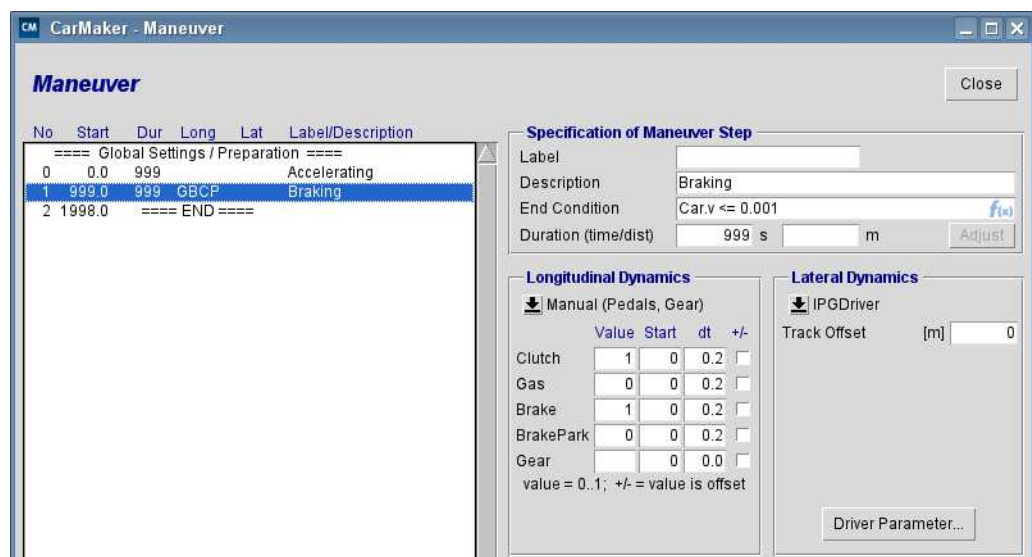 CM CarMaker - Maneuver
Maneuver
Close
No Start Dur Long Lat Label/Description
==== Global Settings / Preparation ====
0 0.0 999 Accelerating
1 999.0 999 GBCP Braking
2 1998.0 ==== END ====
Specification of Maneuver Step
Label
Description Braking
End Condition Car.v <= 0.001 f(x)
Duration (time/dist) 999 s m Adjust
Longitudinal Dynamics
Manual (Pedals, Gear)
Value Start dt +/-
Clutch 1 0 0.2
Gas 0 0 0.2
Brake 1 0 0.2
BrakePark 0 0 0.2
Gear 0 0.0
value = 0..1; +/- = value is offset
Lateral Dynamics
IPGDriver
Track Offset [m] 0
Driver Parameter...